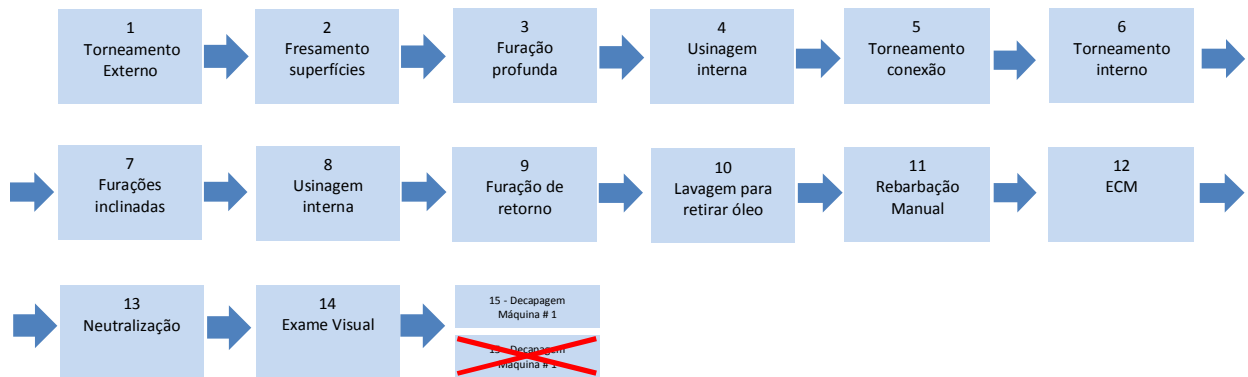 1
Torneamento
Externo
2
Fresamento
superfícies
3
Furação
profunda
4
Usinagem
interna
5
Torneamento
conexão
6
Torneamento
interno
7
Furações
inclinadas
8
Usinagem
interna
9
Furação de
retorno
10
Lavagem para
retirar óleo
11
Rebarbação
Manual
12
ECM
13
Neutralização
14
Exame Visual
15 - Decapagem
Máquina # 1
15 - Decapagem
Máquina # 1